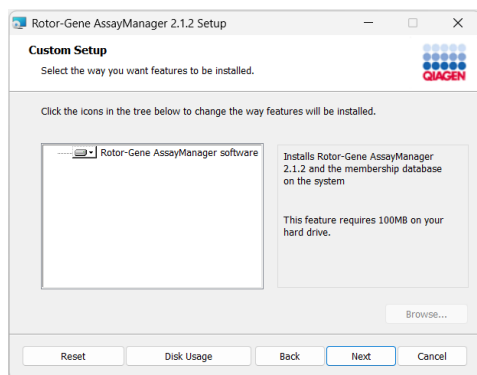 Rotor-Gene AssayManager 2.1.2 Setup
Custom Setup
Select the way you want features to be installed.
QIAGEN
Click the icons in the tree below to change the way features will be installed.
Rotor-Gene AssayManager software
Installs Rotor-Gene AssayManager
2.1.2 and the membership database
on the system
This feature requires 100MB on your
hard drive.
Browse...
Reset
Disk Usage
Back
Next
Cancel